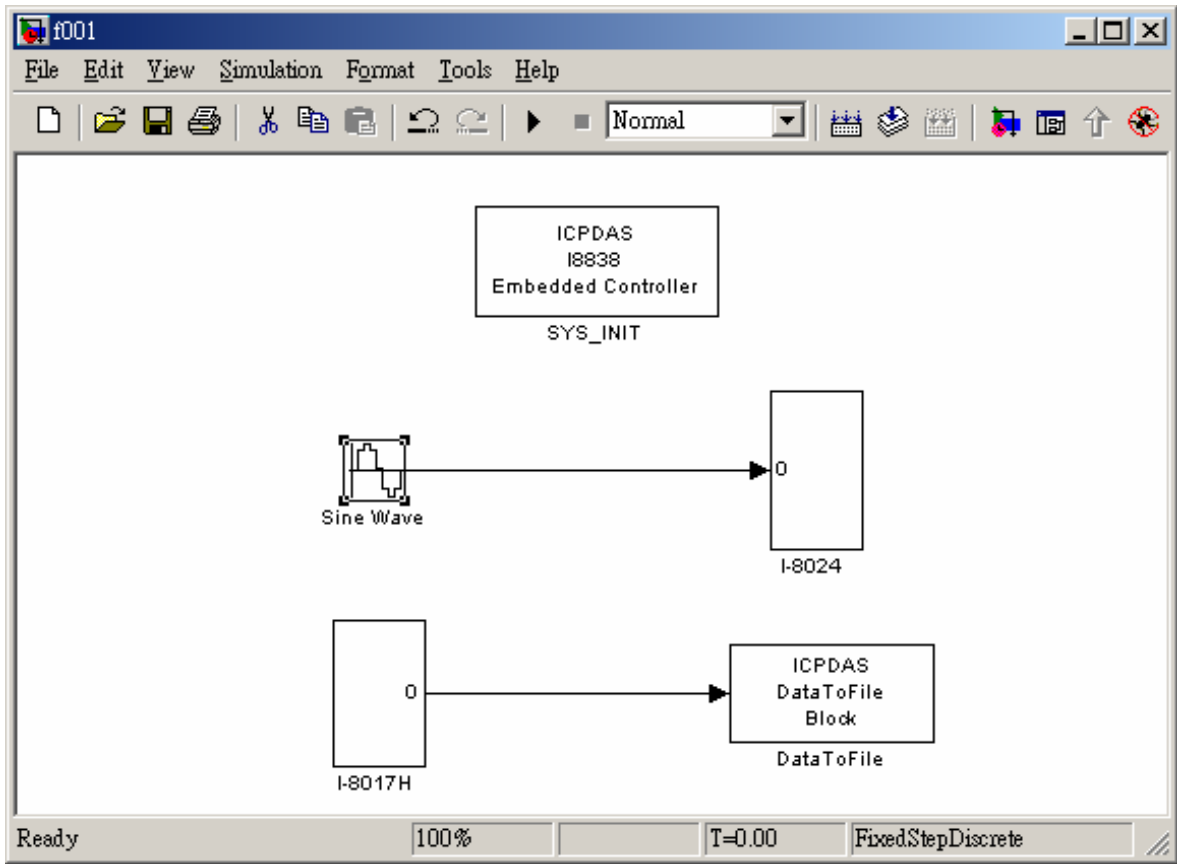 f001
File Edit View Simulation Format Tools Help
Normal
ICPDAS
I8838
Embedded Controller
SYS_INIT
Sine Wave
0
I-8024
0
I-8017H
ICPDAS
DataToFile
Block
DataToFile
Ready 100% T=0.00 FixedStepDiscrete